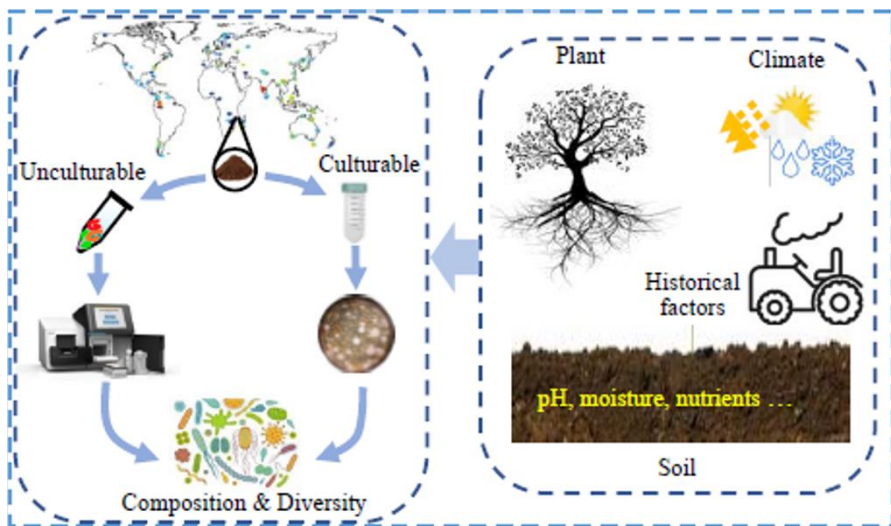 Unculturable
Culturable
Composition & Diversity
Plant
Climate
Historical
factors
pH, moisture, nutrients …
Soil